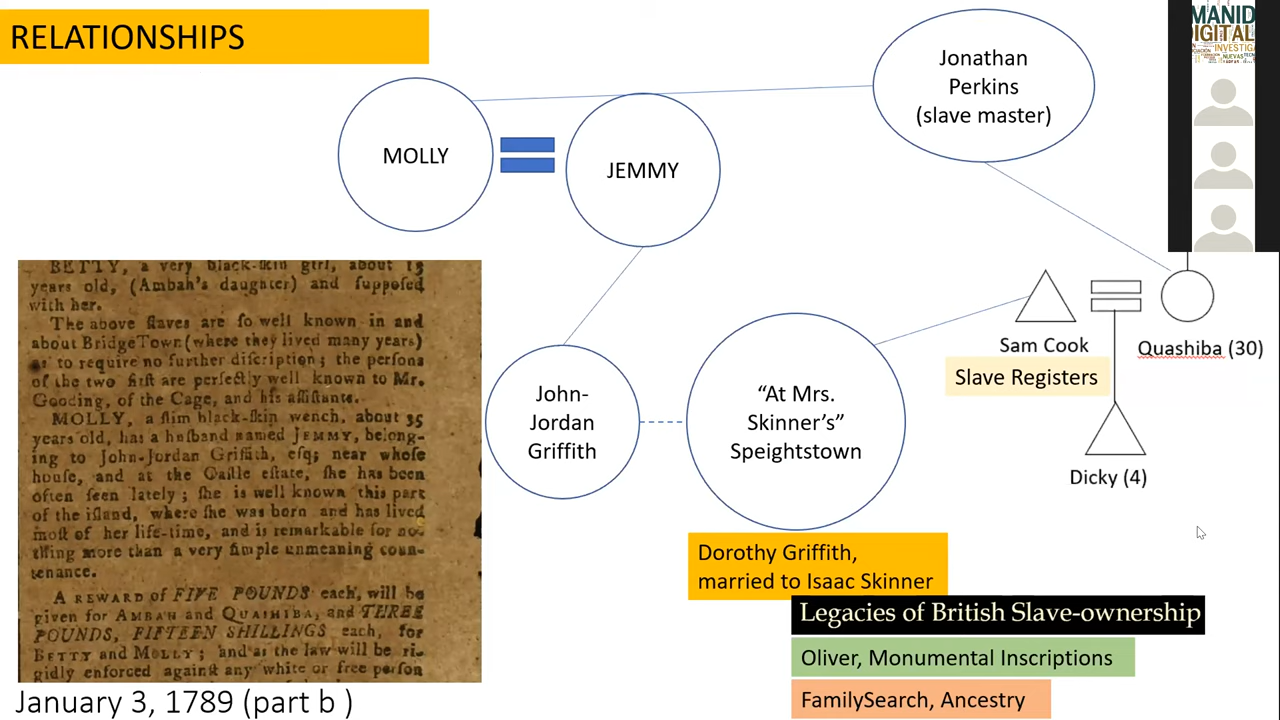 RELATIONSHIPS
MOLLY
JEMMY
Jonathan
Perkins
(slave master)
MANID
IGITAL
INVESTIGA
NUEVAS
BETTY, a very black-skin girl, about 13
years old, (Ambah's daughter) and ſuppoſed
with her.
The above ſlaves are ſo well known in and
about BridgeTown (where they lived many years)
as to require no further diſcription; the perſons
of the two firſt are perfectly well known to Mr.
Gooding, of the Cage, and his aſſiſtants.
MOLLY, a ſlim black-ſkin wench, about 35
years old, has a huſband named JEMMY, belong-
ing to John-Jordan Griffith, eſq; near whoſe
houſe, and at the Caſtle eſtate, ſhe has been
often ſeen lately; ſhe is well known this part
of the iſland, where ſhe was born and has lived
moſt of her life-time, and is remarkable for no-
thing more than a very ſimple unmeaning coun-
tenance.
A REWARD of FIVE POUNDS each, will be
given for AMBAH and QUASHIBA, and THREE
POUNDS, FIFTEEN SHILLINGS each, for
BETTY and MOLLY; and as the law will be ri-
gidly enforced againſt any white or free perſon
January 3, 1789 (part b )
John-
Jordan
Griffith
“At Mrs.
Skinner’s”
Speightstown
Sam Cook
Slave Registers
Quashiba (30)
Dicky (4)
Dorothy Griffith,
married to Isaac Skinner
Legacies of British Slave-ownership
Oliver, Monumental Inscriptions
FamilySearch, Ancestry